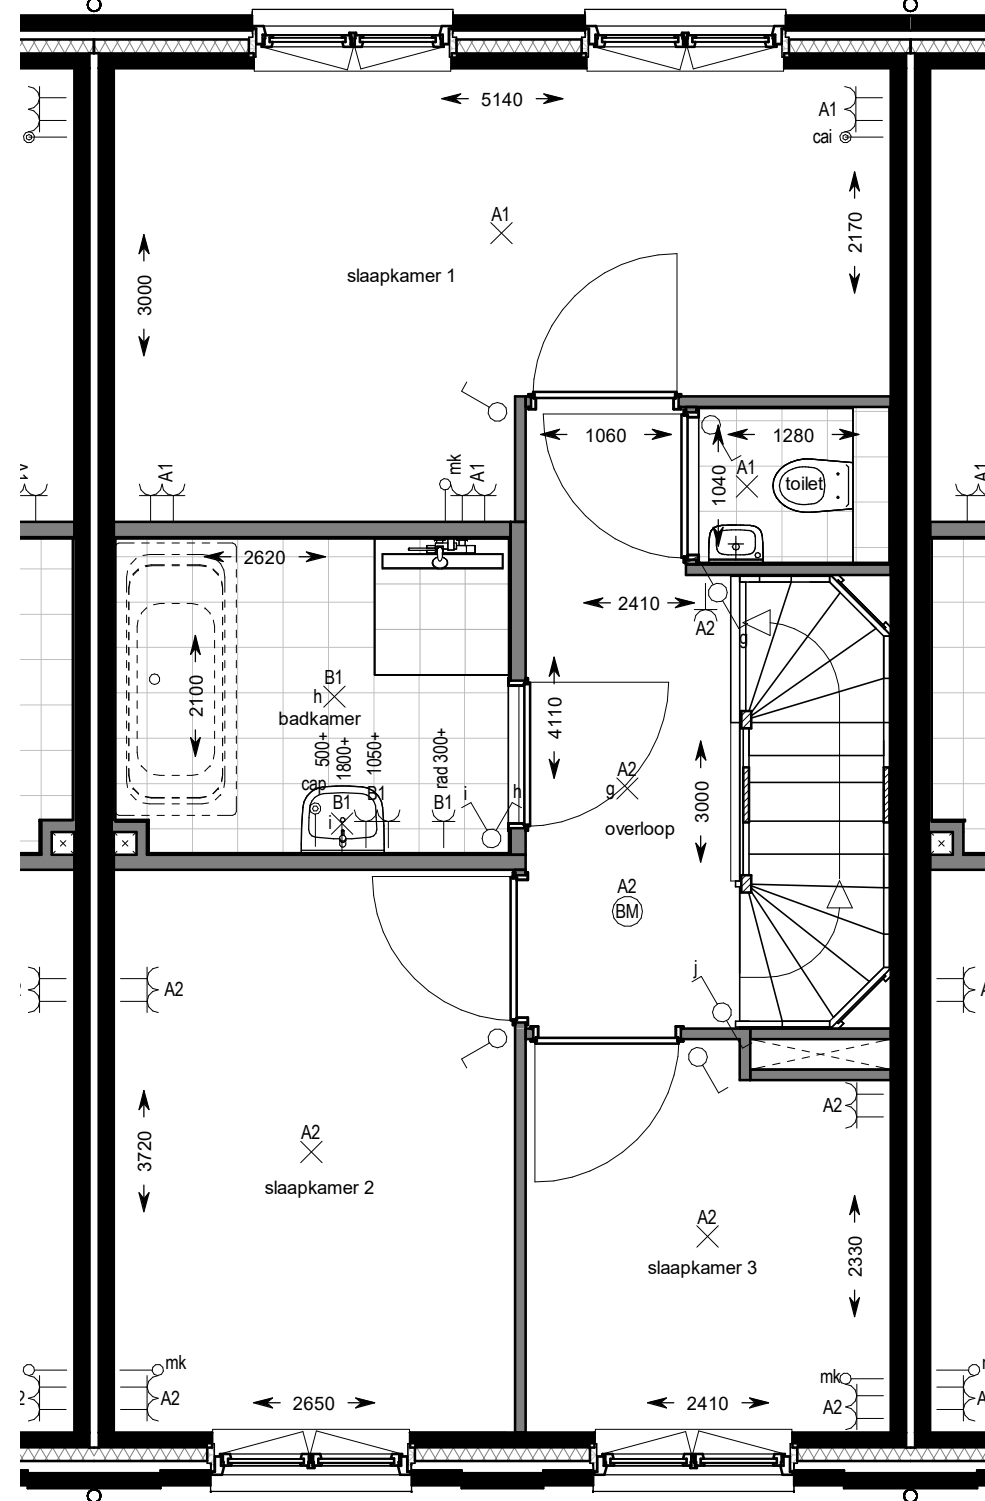 5140
A1
cai
A1
2170
3000
slaapkamer 1
1060
1280
A1
1040
toilet
mk
A1
A1
A1
2620
2410
A2
g
B1
h
badkamer
2100
4110
500+
1800+
1050+
rad 300+
cap
B1
B1
B1
i
i
h
A2
g
3000
overloop
A2
BM
j
A2
A2
3720
A2
slaapkamer 2
A2
slaapkamer 3
2330
mk
A2
mk
A2
2650
2410